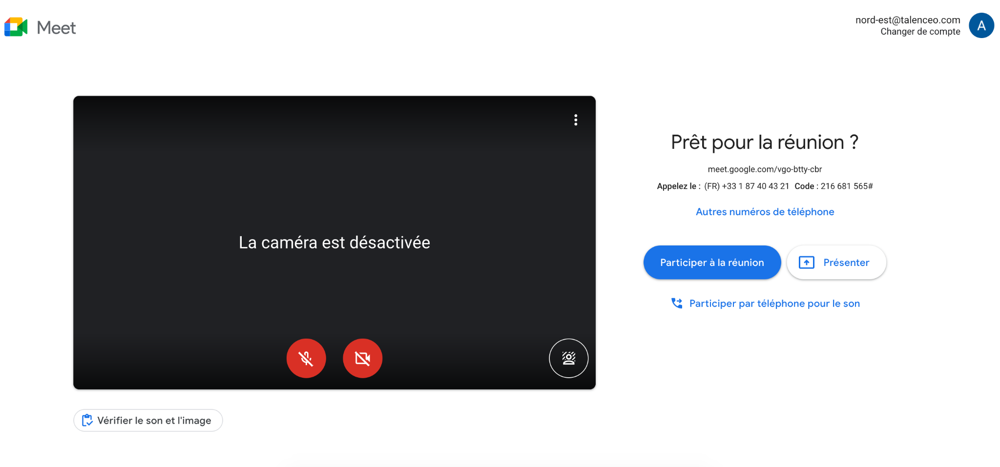 Meet
nord-est@talenceo.com
Changer de compte
A
La caméra est désactivée
Prêt pour la réunion ?
meet.google.com/vgo-btty-cbr
Appelez le : (FR) +33 1 87 40 43 21 Code : 216 681 565#
Autres numéros de téléphone
Participer à la réunion
Présenter
Participer par téléphone pour le son
Vérifier le son et l'image